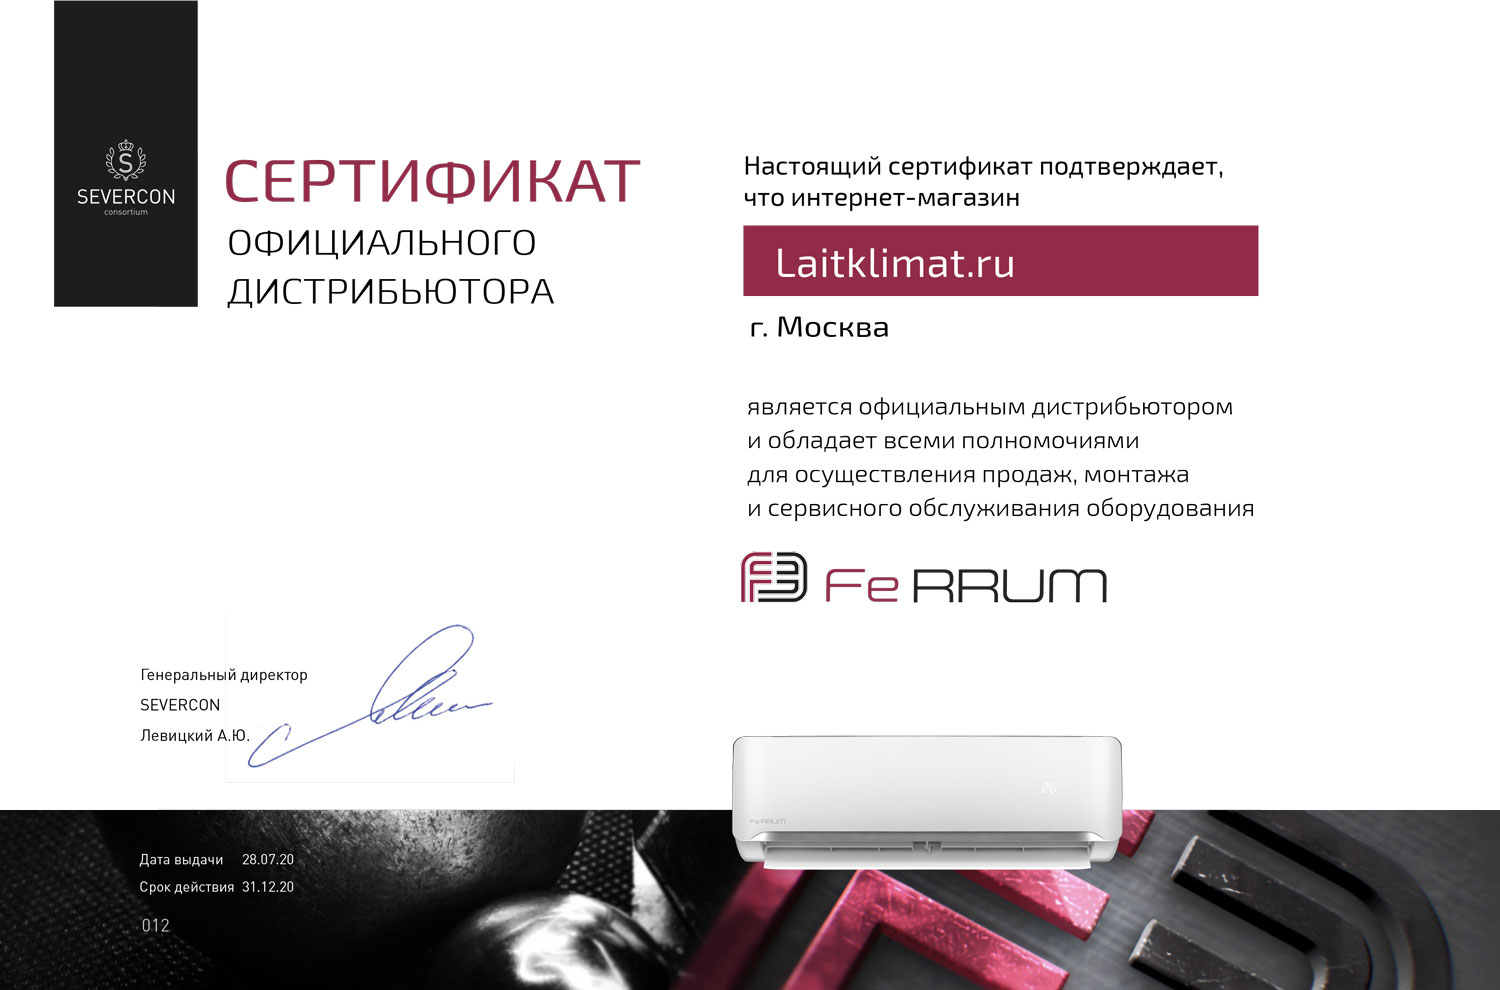 SEVERCON
consortium
СЕРТИФИКАТ
ОФИЦИАЛЬНОГО
ДИСТРИБЬЮТОРА
Настоящий сертификат подтверждает,
что интернет-магазин
Laitklimat.ru
г. Москва
является официальным дистрибьютором
и обладает всеми полномочиями
для осуществления продаж, монтажа
и сервисного обслуживания оборудования
FeRRUM
Генеральный директор
SEVERCON
Левицкий А.Ю.
26
FeRRUM
Дата выдачи 28.07.20
Срок действия 31.12.20
012